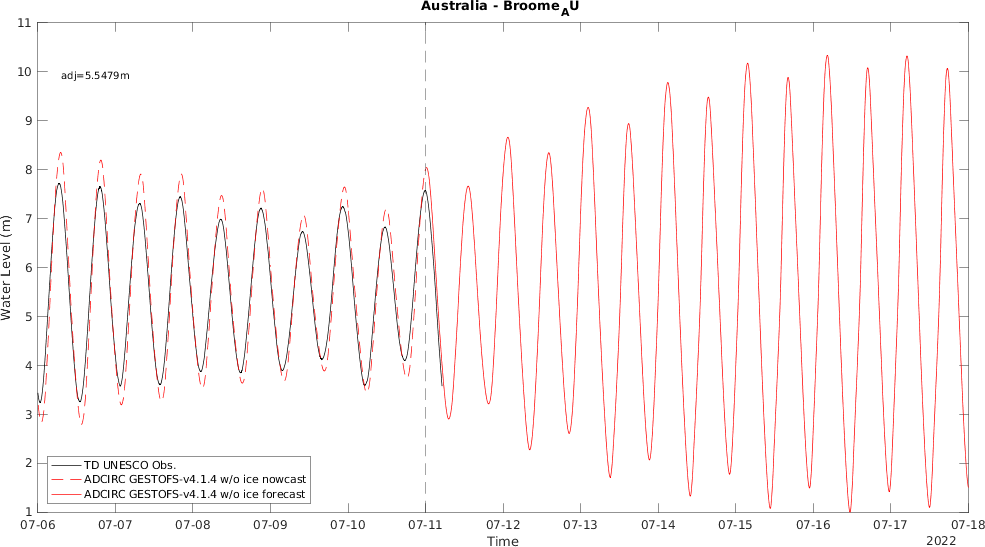 Australia - Broome_AU
11
10
9
8
7
6
5
4
3
2
1
Water Level (m)
adj=5.5479m
TD UNESCO Obs.
ADCIRC GESTOFS-v4.1.4 w/o ice nowcast
ADCIRC GESTOFS-v4.1.4 w/o ice forecast
07-06 07-07 07-08 07-09 07-10 07-11 07-12 07-13 07-14 07-15 07-16 07-17 07-18
Time
2022